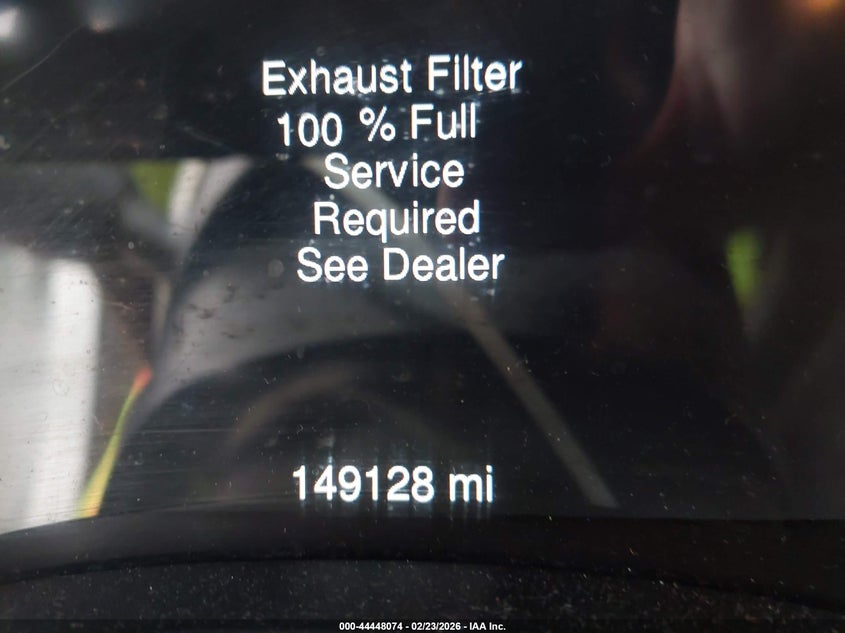 Exhaust Filter
100 % Full
Service
Required
See Dealer
149128 mi
000-44448074 - 02/23/2026 - IAA Inc.